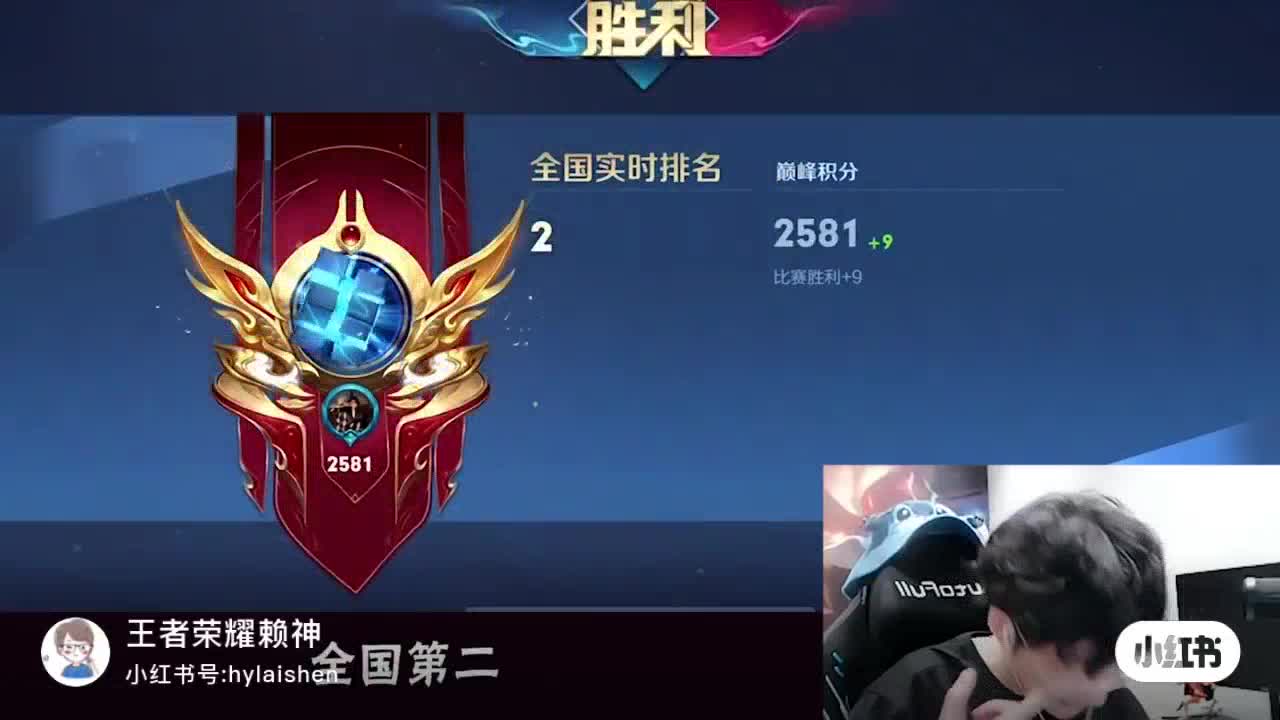 胜利
全国实时排名
巅峰积分
2
2581 +9
比赛胜利+9
2581
AutoFull
王者荣耀赖神
小红书号:hylaishen
全国第二
小红书